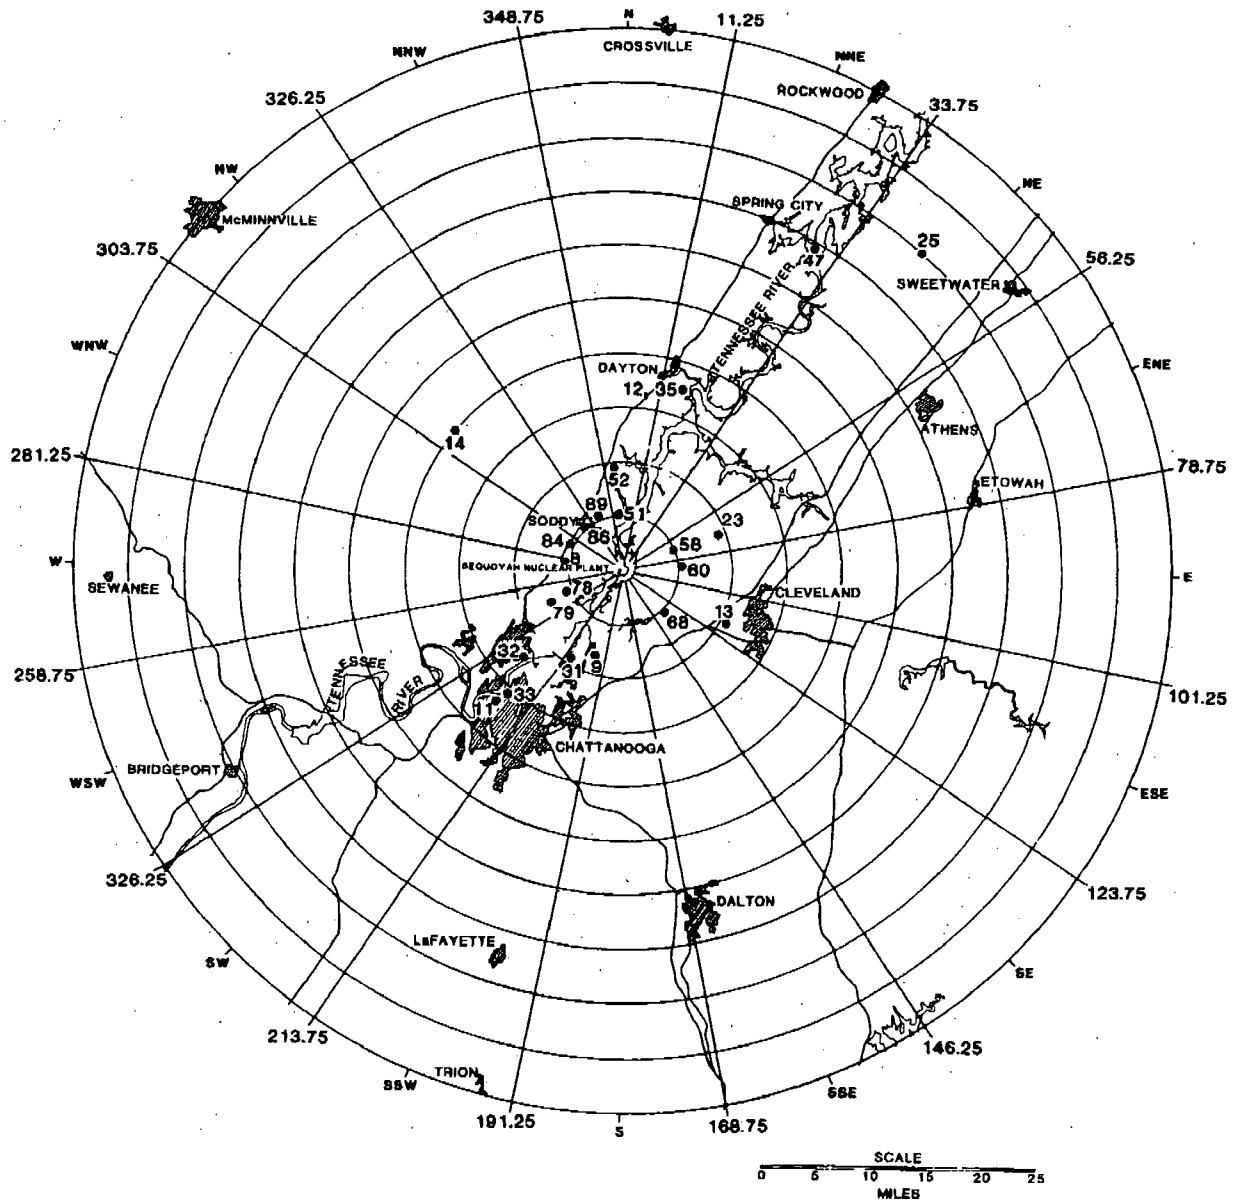 348.75
N
11.25
CROSSVILLE
NNW
NNE
ROCKWOOD
326.25
33.75
NW
NE
McMINNVILLE
SPRING CITY
303.75
25
56.25
47
SWEETWATER
TENNESSEE RIVER
WNW
ENE
DAYTON
12, 35
ATHENS
14
281.25
78.75
52
ETOWAH
89
51
23
SODDY
86
84
58
W
8
SEQUOYAH NUCLEAR PLANT
60
E
SEWANEE
78
CLEVELAND
79
68
13
32
31
9
258.75
TENNESSEE
RIVER
101.25
11
33
CHATTANOOGA
BRIDGEPORT
WSW
ESE
326.25
123.75
DALTON
LaFAYETTE
SW
SE
213.75
146.25
TRION
SSW
SSE
191.25
S
168.75
SCALE
0 5 10 15 20 25
MILES